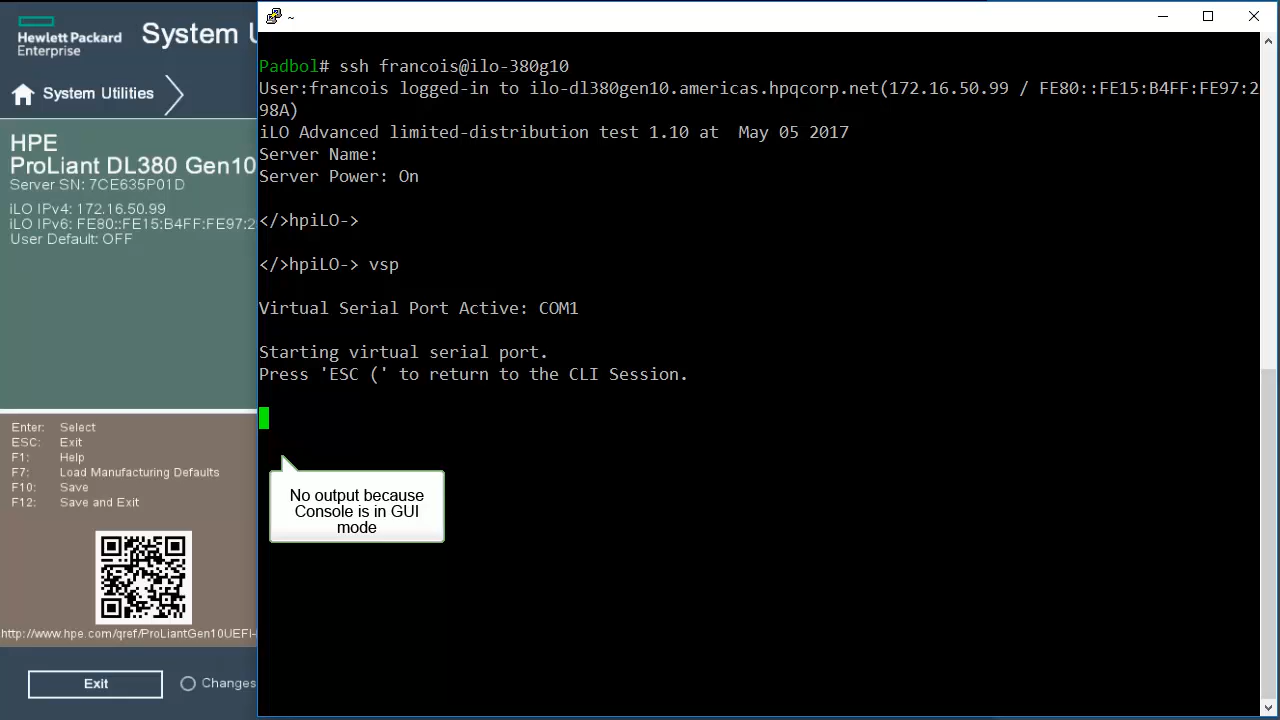 Hewlett Packard
Enterprise
System U
System Utilities
HPE
ProLiant DL380 Gen10
Server SN: 7CE635P01D
iLO IPv4: 172.16.50.99
iLO IPv6: FE80::FE15:B4FF:FE97:2
User Default: OFF
Enter: Select
ESC: Exit
F1: Help
F7: Load Manufacturing Defaults
F10: Save
F12: Save and Exit
http://www.hpe.com/qref/ProLiantGen10UEFI-
Exit
Changes
~
Padbol# ssh francois@ilo-380g10
User:francois logged-in to ilo-dl380gen10.americas.hpqcorp.net(172.16.50.99 / FE80::FE15:B4FF:FE97:2
98A)
iLO Advanced limited-distribution test 1.10 at  May 05 2017
Server Name:
Server Power: On
</>hpiLO->
</>hpiLO-> vsp
Virtual Serial Port Active: COM1
Starting virtual serial port.
Press 'ESC (' to return to the CLI Session.
No output because
Console is in GUI
mode